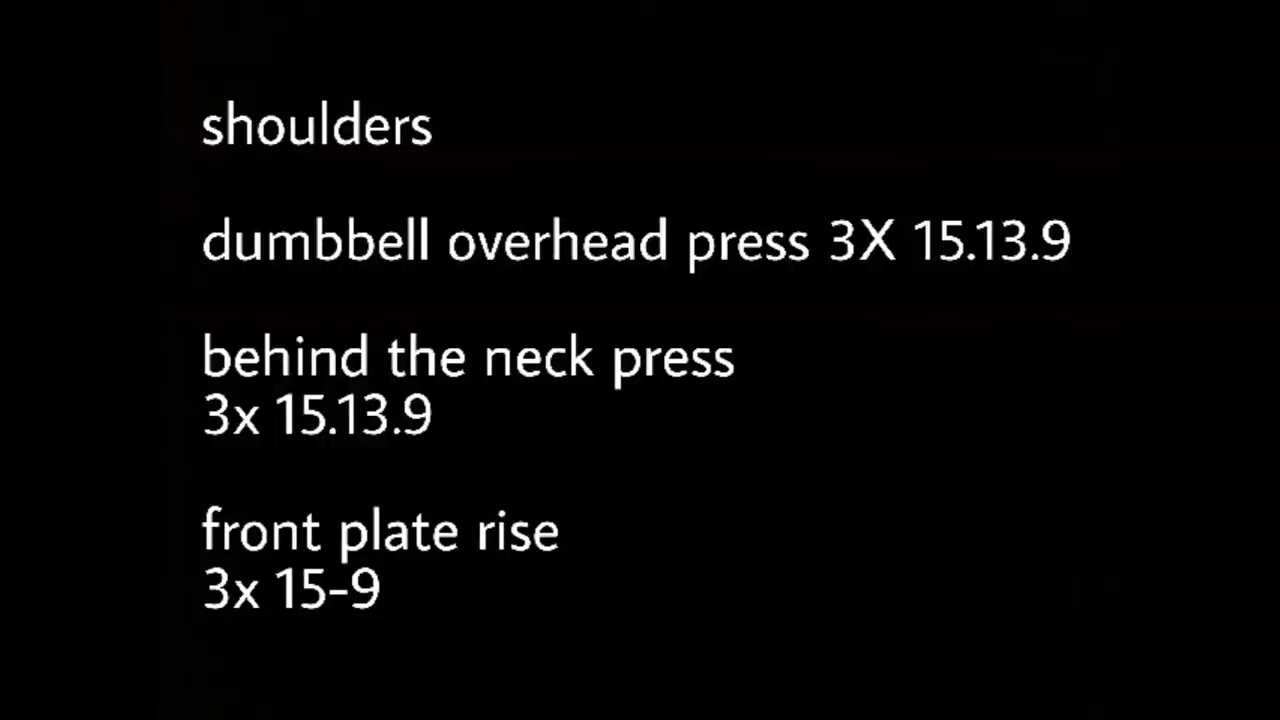 shoulders
dumbbell overhead press 3X 15.13.9
behind the neck press
3x 15.13.9
front plate rise
3x 15-9